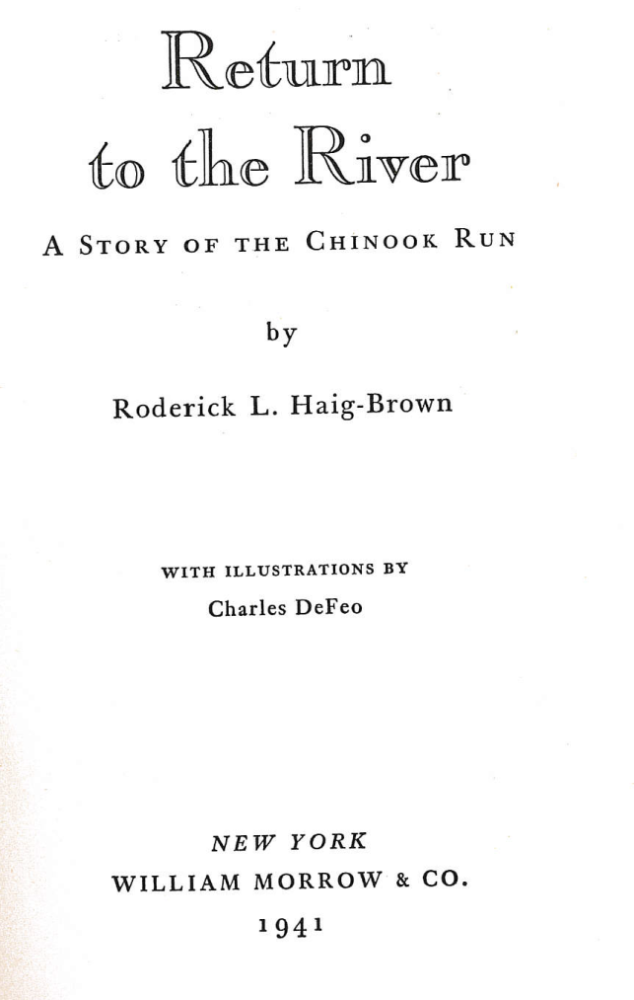 Return
to the River
A STORY OF THE CHINOOK RUN
by
Roderick L. Haig-Brown
WITH ILLUSTRATIONS BY
Charles DeFeo
NEW YORK
WILLIAM MORROW & CO.
1941